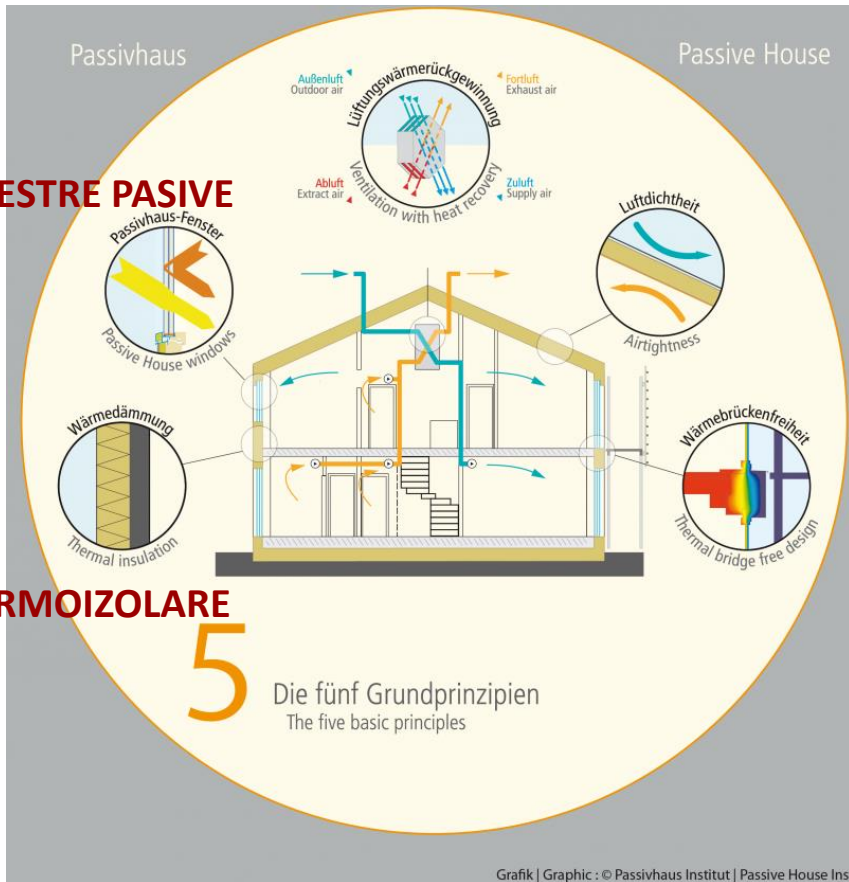 Passivhaus
Passive House
Außenluft
Outdoor air
Fortluft
Exhaust air
Lüftungswärmerückgewinnung
Ventilation with heat recovery
Abluft
Extract air
Zuluft
Supply air
ESTRE PASIVE
Passivhaus-Fenster
Passive House windows
Luftdichtheit
Airtightness
Wärmedämmung
Thermal insulation
Wärmebrückenfreiheit
Thermal bridge free design
RMOIZOLARE
5
Die fünf Grundprinzipien
The five basic principles
Grafik | Graphic : © Passivhaus Institut | Passive House Ins